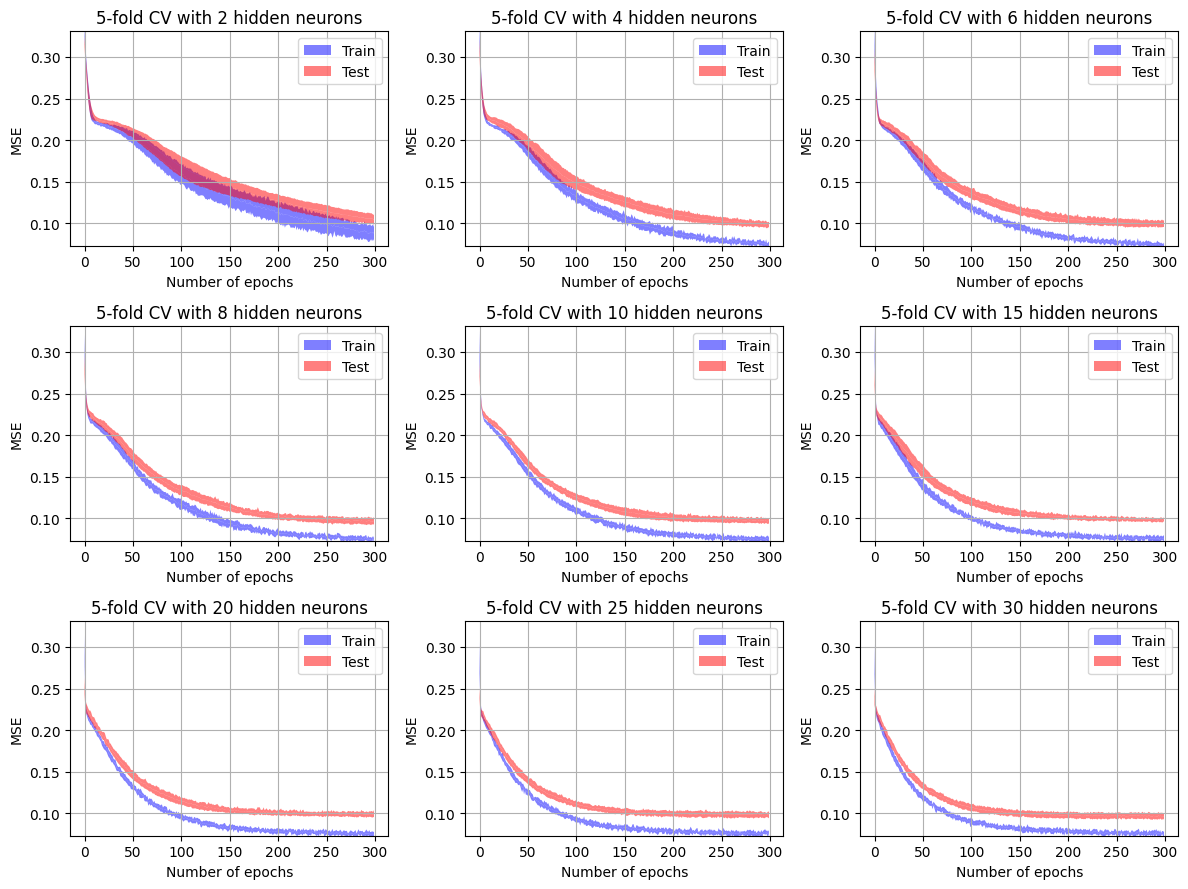 5-fold CV with 2 hidden neurons
0.30
0.25
0.20
0.15
0.10
MSE
Train
Test
0 50 100 150 200 250 300
Number of epochs
5-fold CV with 4 hidden neurons
0.30
0.25
0.20
0.15
0.10
MSE
Train
Test
0 50 100 150 200 250 300
Number of epochs
5-fold CV with 6 hidden neurons
0.30
0.25
0.20
0.15
0.10
MSE
Train
Test
0 50 100 150 200 250 300
Number of epochs
5-fold CV with 8 hidden neurons
0.30
0.25
0.20
0.15
0.10
MSE
Train
Test
0 50 100 150 200 250 300
Number of epochs
5-fold CV with 10 hidden neurons
0.30
0.25
0.20
0.15
0.10
MSE
Train
Test
0 50 100 150 200 250 300
Number of epochs
5-fold CV with 15 hidden neurons
0.30
0.25
0.20
0.15
0.10
MSE
Train
Test
0 50 100 150 200 250 300
Number of epochs
5-fold CV with 20 hidden neurons
0.30
0.25
0.20
0.15
0.10
MSE
Train
Test
0 50 100 150 200 250 300
Number of epochs
5-fold CV with 25 hidden neurons
0.30
0.25
0.20
0.15
0.10
MSE
Train
Test
0 50 100 150 200 250 300
Number of epochs
5-fold CV with 30 hidden neurons
0.30
0.25
0.20
0.15
0.10
MSE
Train
Test
0 50 100 150 200 250 300
Number of epochs